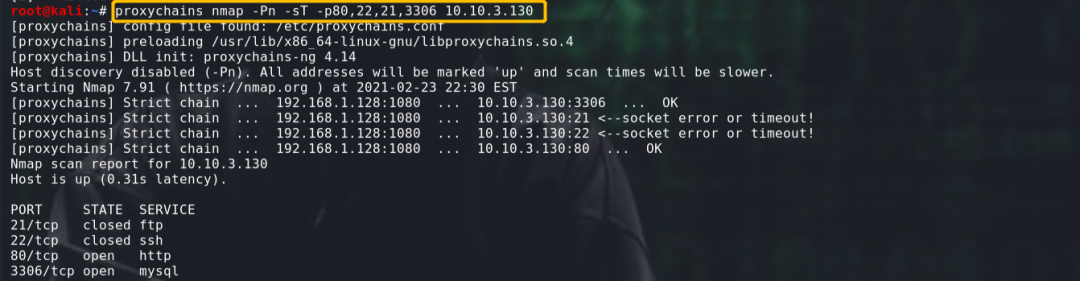 root@kali:~# proxychains nmap -Pn -sT -p80,22,21,3306 10.10.3.130
[proxychains] config file found: /etc/proxychains.conf
[proxychains] preloading /usr/lib/x86_64-linux-gnu/libproxychains.so.4
[proxychains] DLL init: proxychains-ng 4.14
Host discovery disabled (-Pn). All addresses will be marked 'up' and scan times will be slower.
Starting Nmap 7.91 ( https://nmap.org ) at 2021-02-23 22:30 EST
[proxychains] Strict chain  ...  192.168.1.128:1080  ...  10.10.3.130:3306  ...  OK
[proxychains] Strict chain  ...  192.168.1.128:1080  ...  10.10.3.130:21 <--socket error or timeout!
[proxychains] Strict chain  ...  192.168.1.128:1080  ...  10.10.3.130:22 <--socket error or timeout!
[proxychains] Strict chain  ...  192.168.1.128:1080  ...  10.10.3.130:80  ...  OK
Nmap scan report for 10.10.3.130
Host is up (0.31s latency).
PORT     STATE  SERVICE
21/tcp   closed ftp
22/tcp   closed ssh
80/tcp   open   http
3306/tcp open   mysql